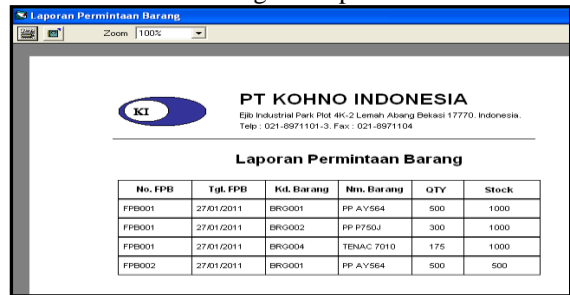 Laporan Permintaan Barang
Zoom 100%
KI
PT KOHNO INDONESIA
Ejib Industrial Park Plot 4K-2 Lemah Abang Bekasi 17770. Indonesia.
Telp : 021-8971101-3. Fax : 021-8971104
Laporan Permintaan Barang
No. FPB Tgl. FPB Kd. Barang Nm. Barang QTY Stock
FPB001 27/01/2011 BRG001 PP AY564 500 1000
FPB001 27/01/2011 BRG002 PP P750J 300 1000
FPB001 27/01/2011 BRG004 TENAC 7010 175 1000
FPB002 27/01/2011 BRG001 PP AY564 500 500